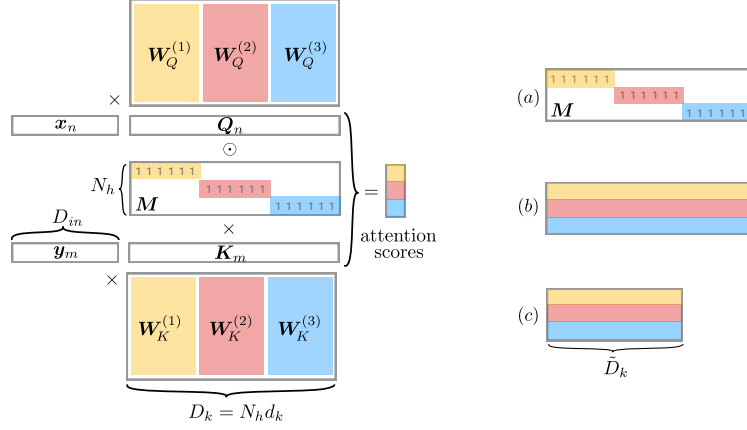 W_Q^{(1)} W_Q^{(2)} W_Q^{(3)}
×
x_n Q_n
⊙
N_h 1 1 1 1 1 1
1 1 1 1 1 1
M 1 1 1 1 1 1
=
attention
scores
D_{in} ×
y_m K_m
×
W_K^{(1)} W_K^{(2)} W_K^{(3)}
D_k = N_h d_k
(a) 1 1 1 1 1 1
1 1 1 1 1 1
M 1 1 1 1 1 1
(b)
(c)
\tilde{D}_k